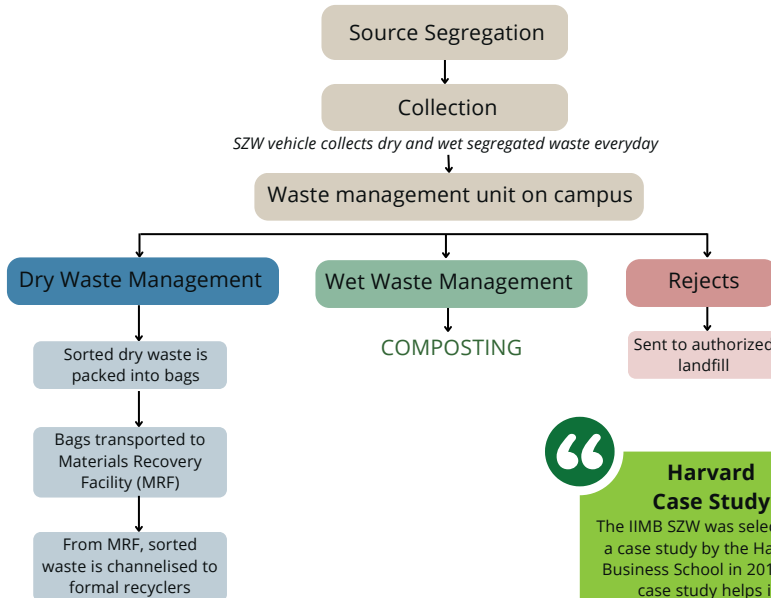 Source Segregation
Collection
SZW vehicle collects dry and wet segregated waste everyday
Waste management unit on campus
Dry Waste Management
Wet Waste Management
Rejects
Sorted dry waste is
packed into bags
COMPOSTING
Sent to authorized
landfill
Bags transported to
Materials Recovery
Facility (MRF)
From MRF, sorted
waste is channelised to
formal recyclers
Harvard
Case Study
The IIMB SZW was
a case study by the
Business School in
case study helps